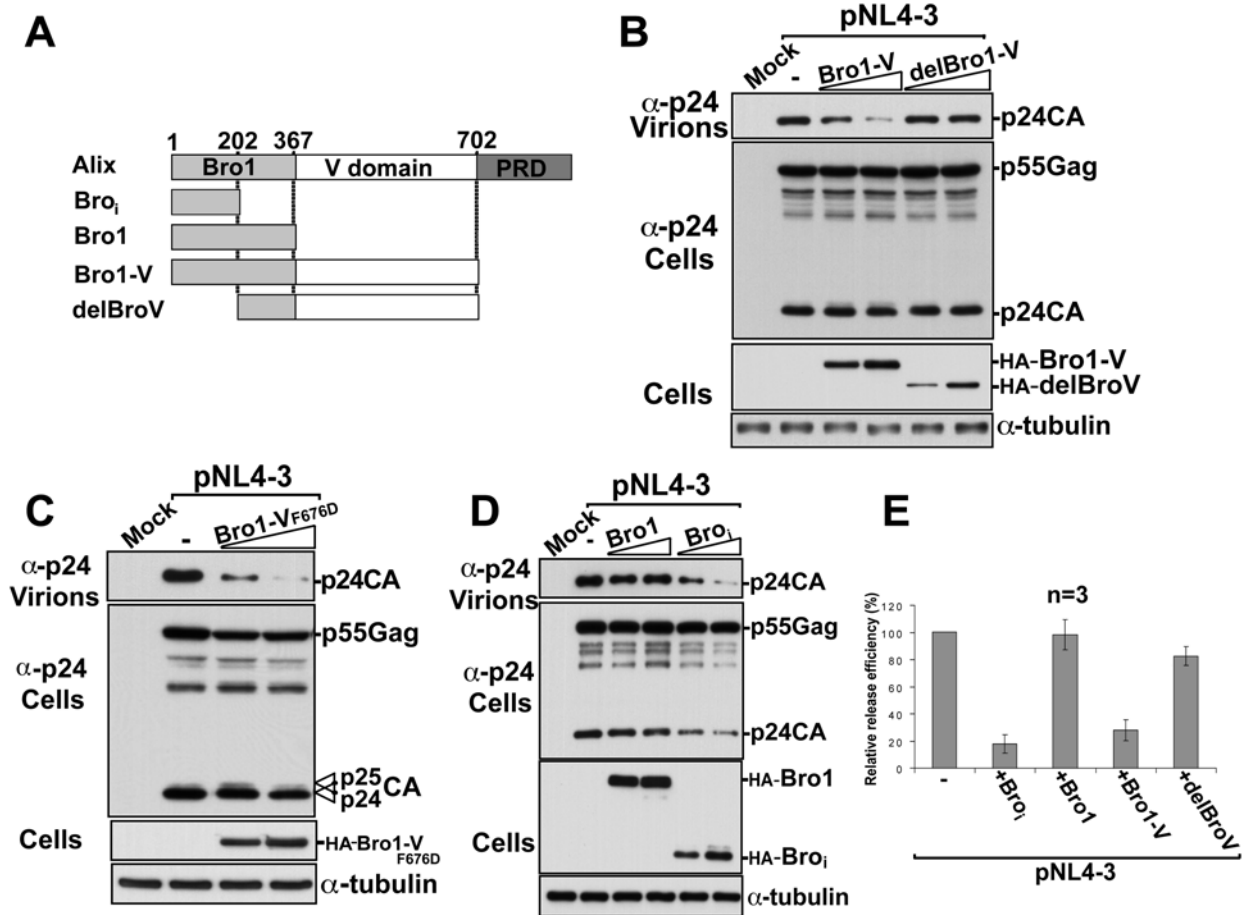 A
1 202 367 702
Alix Bro1 V domain PRD
Broi
Bro1
Bro1-V
delBroV
B
pNL4-3
Mock - Bro1-V delBro1-V
α-p24 Virions
-p24CA
α-p24 Cells
-p55Gag
-p24CA
Cells
-HA-Bro1-V
-HA-delBroV
α-tubulin
C
pNL4-3
Mock - Bro1-VF676D
α-p24 Virions
-p24CA
α-p24 Cells
-p55Gag
p25
p24
CA
Cells
-HA-Bro1-V
F676D
α-tubulin
D
pNL4-3
Mock - Bro1 Broi
α-p24 Virions
-p24CA
α-p24 Cells
-p55Gag
-p24CA
Cells
-HA-Bro1
-HA-Broi
α-tubulin
E
n=3
Relative release efficiency (%)
120
100
80
60
40
20
0
- +Broi +Bro1 +Bro1-V +delBroV
pNL4-3